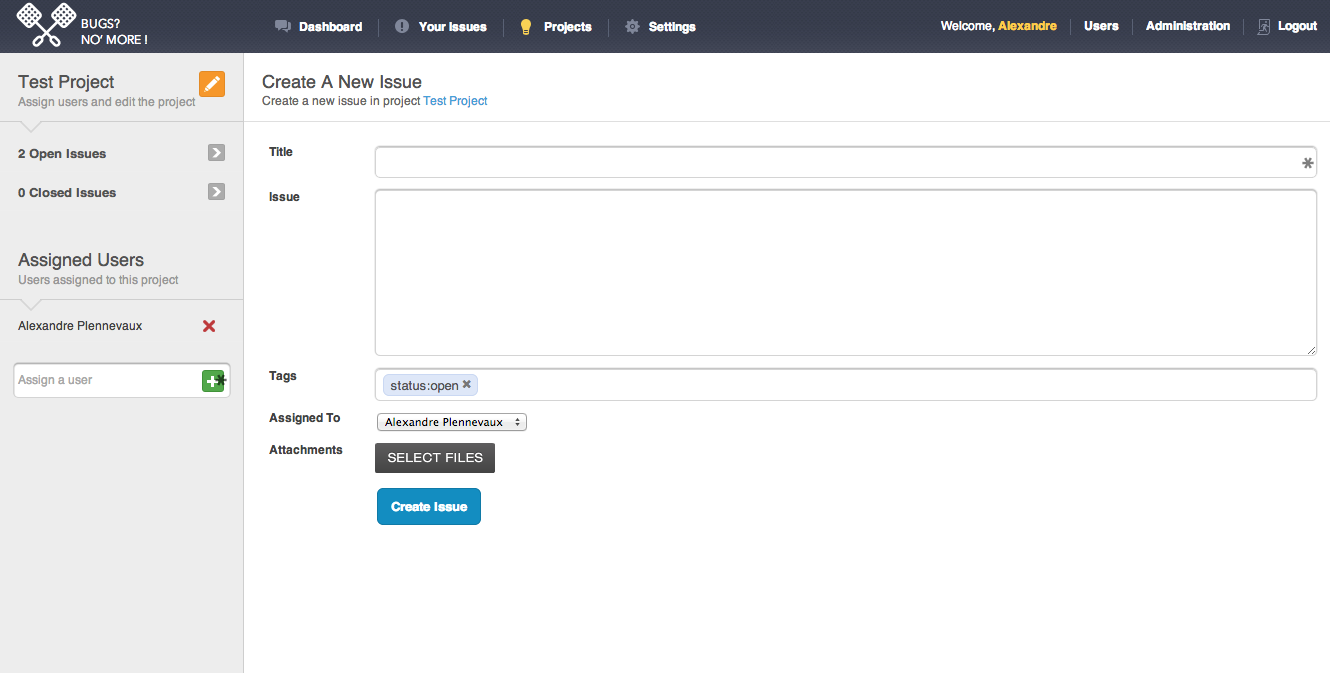 BUGS?
NO' MORE !
Dashboard
Your Issues
Projects
Settings
Welcome, Alexandre
Users
Administration
Logout
Test Project
Assign users and edit the project
2 Open Issues
0 Closed Issues
Assigned Users
Users assigned to this project
Alexandre Plennevaux
Assign a user
Create A New Issue
Create a new issue in project Test Project
Title
Issue
Tags
status:open
Assigned To
Alexandre Plennevaux
Attachments
SELECT FILES
Create Issue